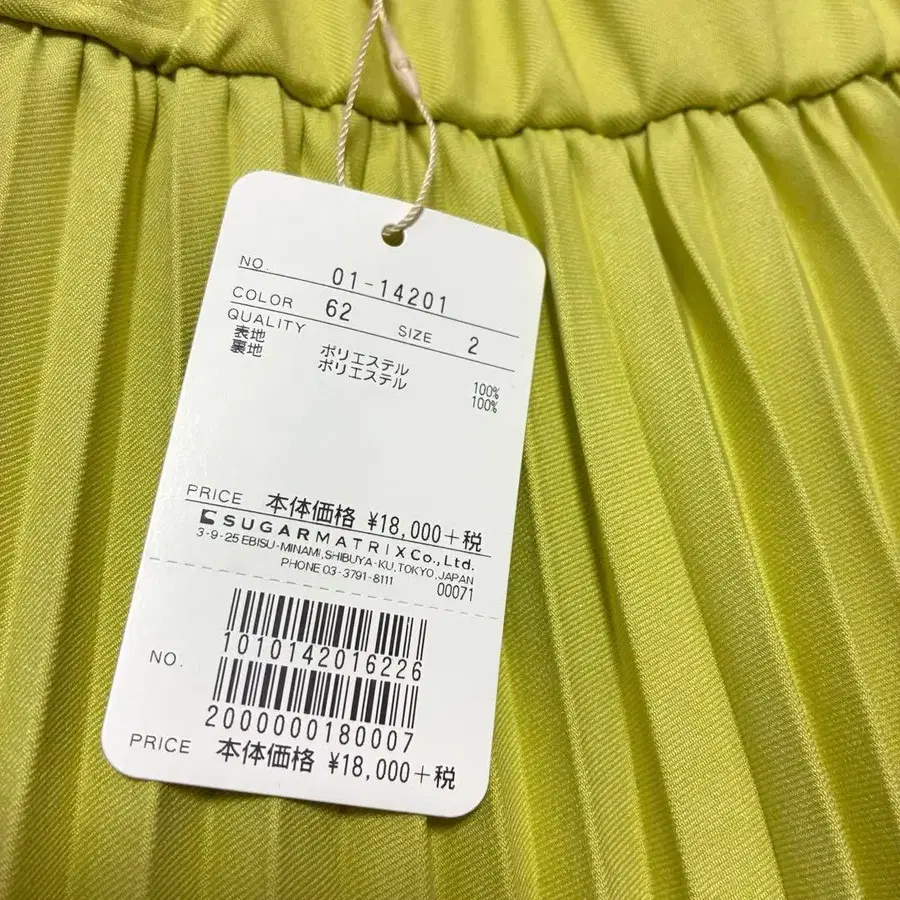 NO. 01-14201
COLOR 62 SIZE 2
QUALITY
表地 ポリエステル 100%
裏地 ポリエステル 100%
PRICE 本体価格 ¥18,000+税
SUGARMATRIX Co., Ltd.
3-9-25 EBISU-MINAMI, SHIBUYA-KU, TOKYO, JAPAN
PHONE 03-3791-8111
00071
1010142016226
NO.
2000000180007
PRICE 本体価格 ¥18,000+税